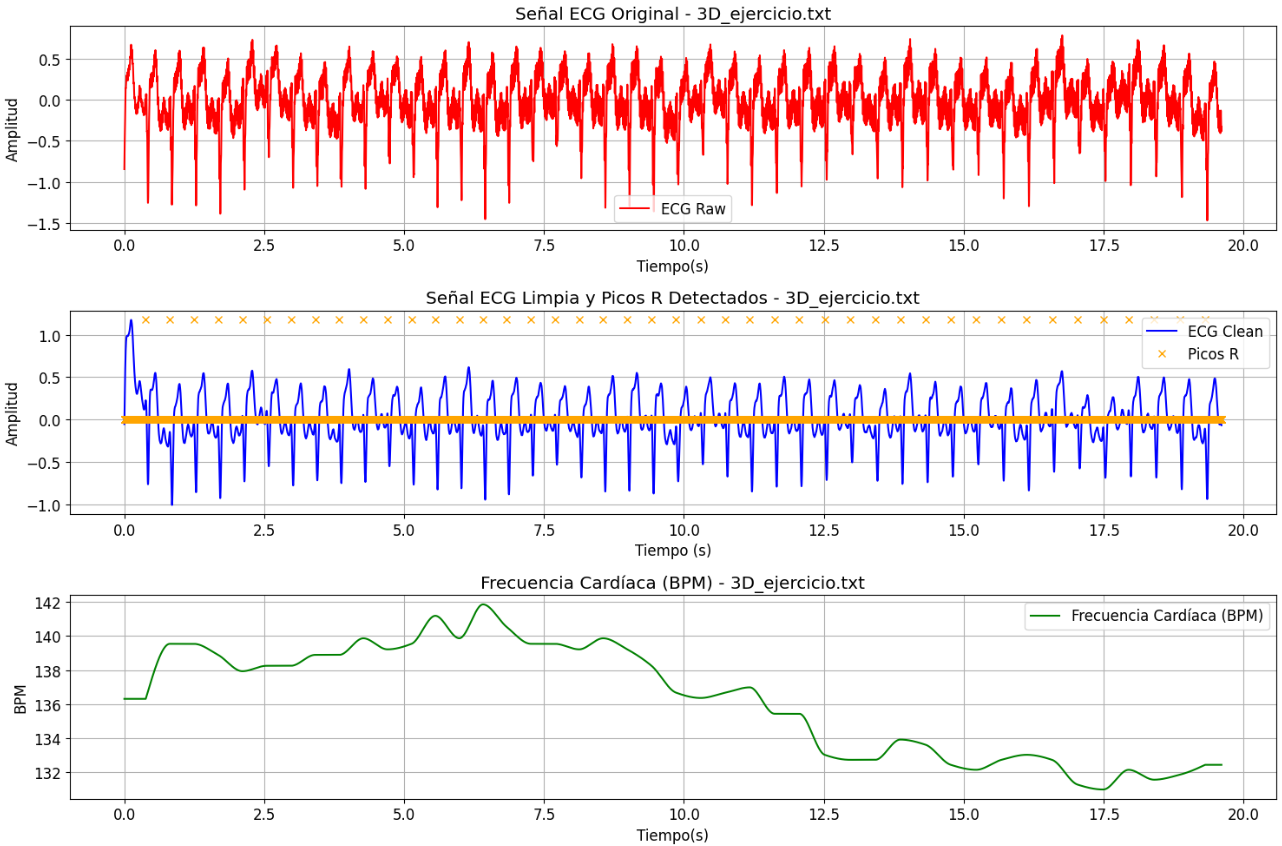 Señal ECG Original - 3D_ejercicio.txt
Amplitud
0.5
0.0
−0.5
−1.0
−1.5
ECG Raw
0.0 2.5 5.0 7.5 10.0 12.5 15.0 17.5 20.0
Tiempo(s)
Señal ECG Limpia y Picos R Detectados - 3D_ejercicio.txt
Amplitud
1.0
0.5
0.0
−0.5
−1.0
ECG Clean
Picos R
0.0 2.5 5.0 7.5 10.0 12.5 15.0 17.5 20.0
Tiempo (s)
Frecuencia Cardíaca (BPM) - 3D_ejercicio.txt
BPM
142
140
138
136
134
132
Frecuencia Cardíaca (BPM)
0.0 2.5 5.0 7.5 10.0 12.5 15.0 17.5 20.0
Tiempo(s)